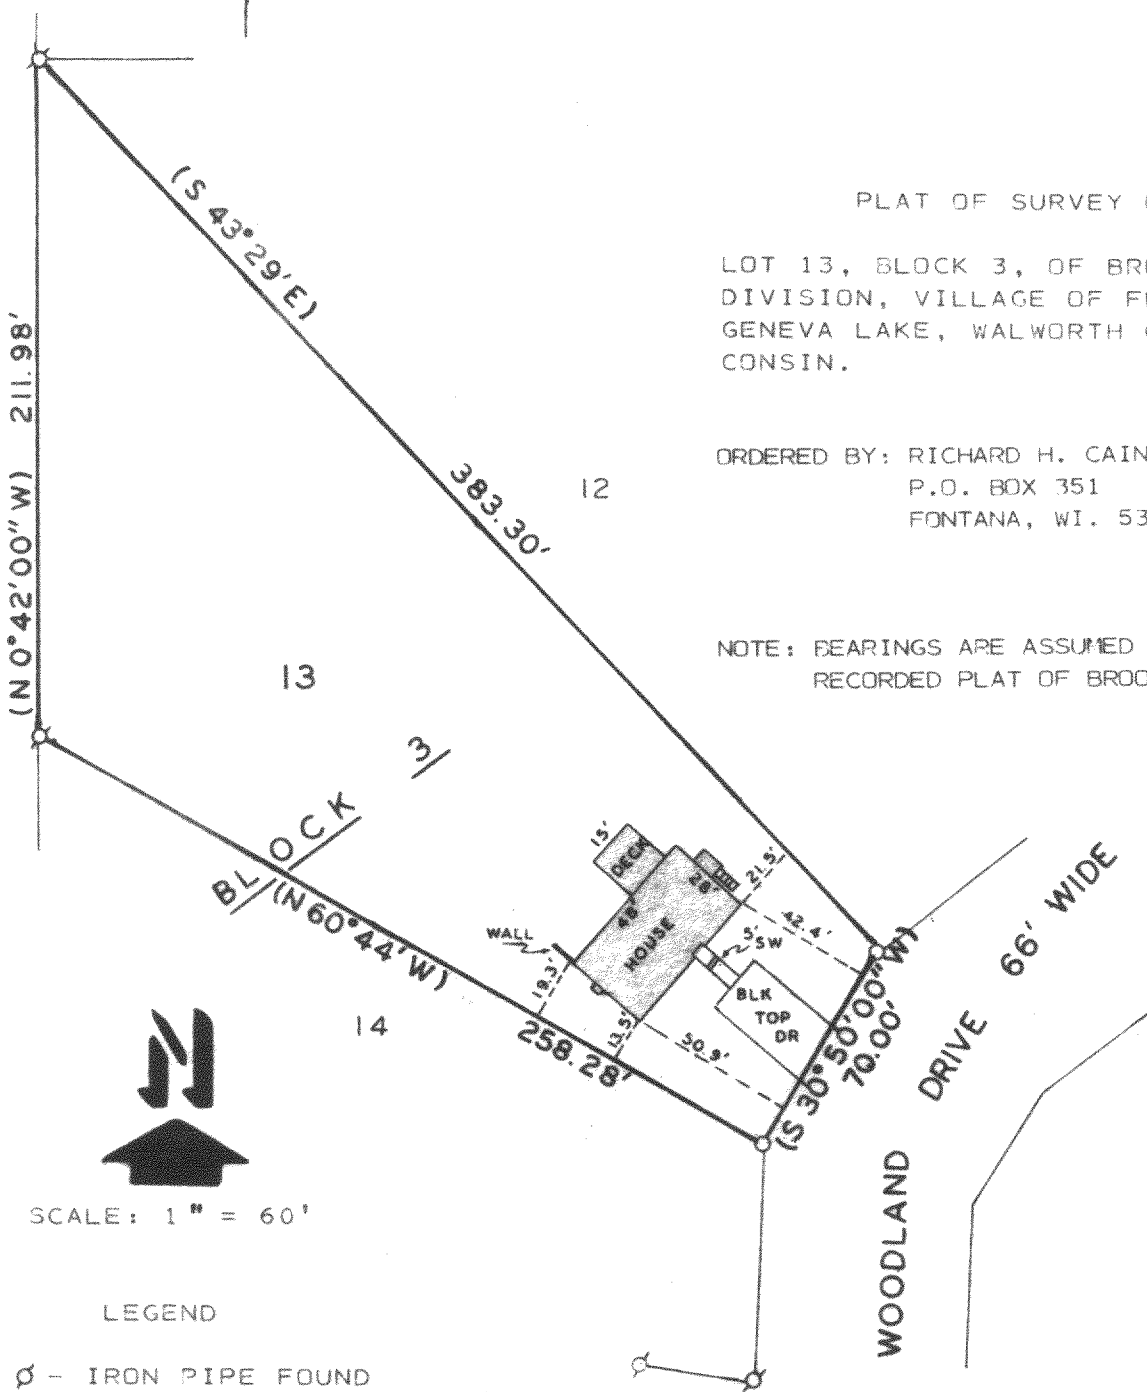 (S 43°29'E)
383.30'
(N 0°42'00"W) 211.98'
PLAT OF SURVEY
LOT 13, BLOCK 3, OF
DIVISION, VILLAGE OF
GENEVA LAKE, WALWORTH
CONSIN.
ORDERED BY: RICHARD H. CAIN
P.O. BOX 351
FONTANA, WI. 53
12
NOTE: BEARINGS ARE ASSUMED
RECORDED PLAT OF BROO
13
3
BLOCK
(N 60°44'W)
258.28'
14
15'
DECK
28'
48'
HOUSE
21.5'
42.4'
5' SW
WALL
19.3'
13.5'
50.9'
BLK
TOP
DR
(S 30°50'00"W)
70.00'
WOODLAND DRIVE 66' WIDE
N
SCALE: 1" = 60'
LEGEND
Ø - IRON PIPE FOUND